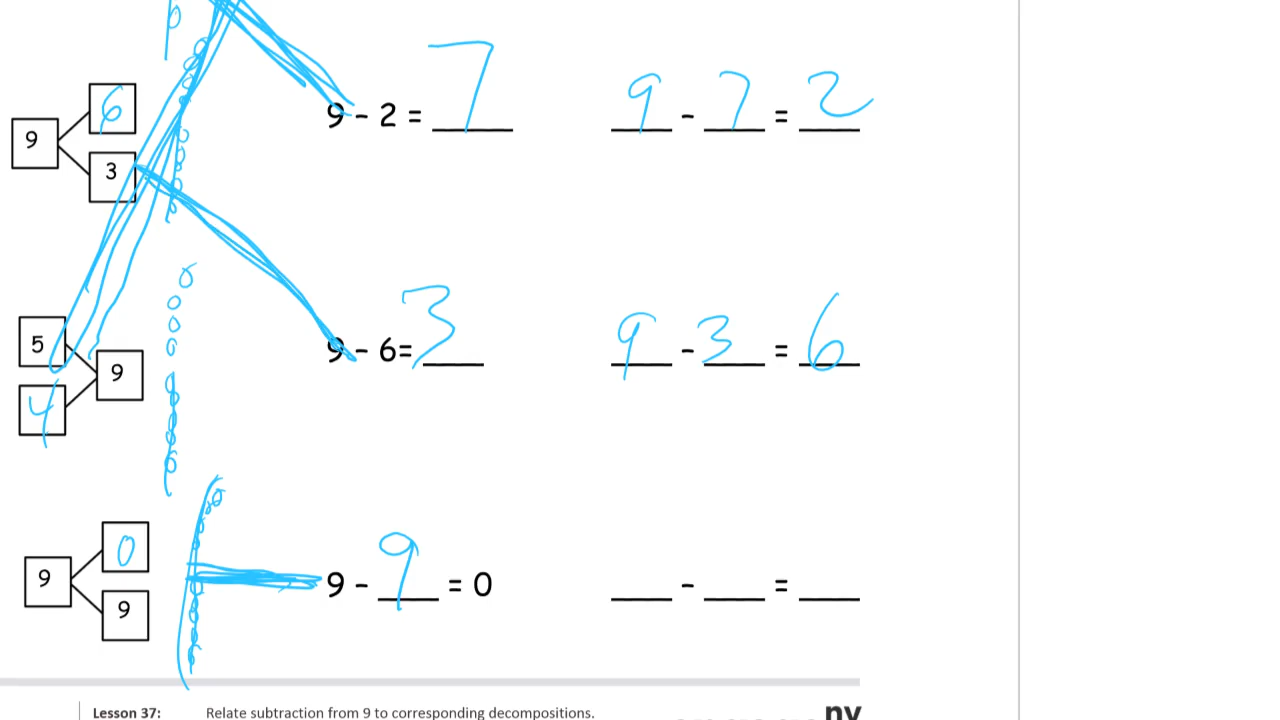 6
9
3
9 - 2 = 7
9 - 7 = 2
5
9
4
9 - 6= 3
9 - 3 = 6
0
9
9
9 - 9 = 0
___ - ___ = ___
Lesson 37: Relate subtraction from 9 to corresponding decompositions.